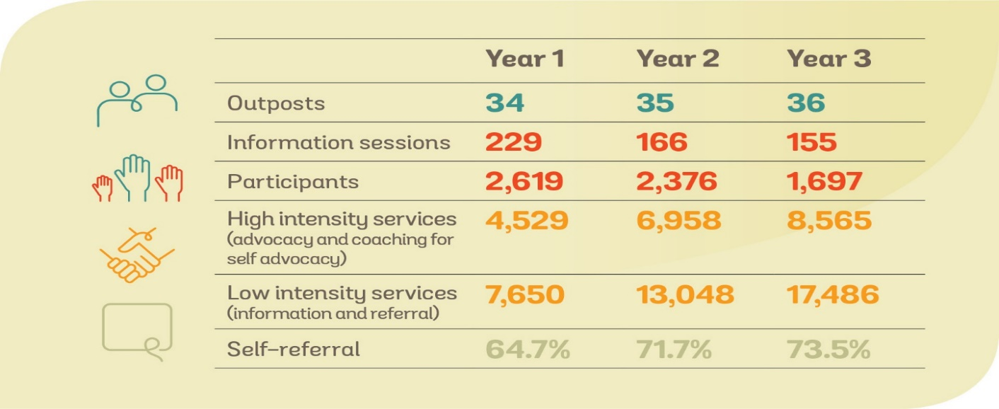 Year 1 Year 2 Year 3
Outposts 34 35 36
Information sessions 229 166 155
Participants 2,619 2,376 1,697
High intensity services 4,529 6,958 8,565
(advocacy and coaching for
self advocacy)
Low intensity services 7,650 13,048 17,486
(information and referral)
Self-referral 64.7% 71.7% 73.5%